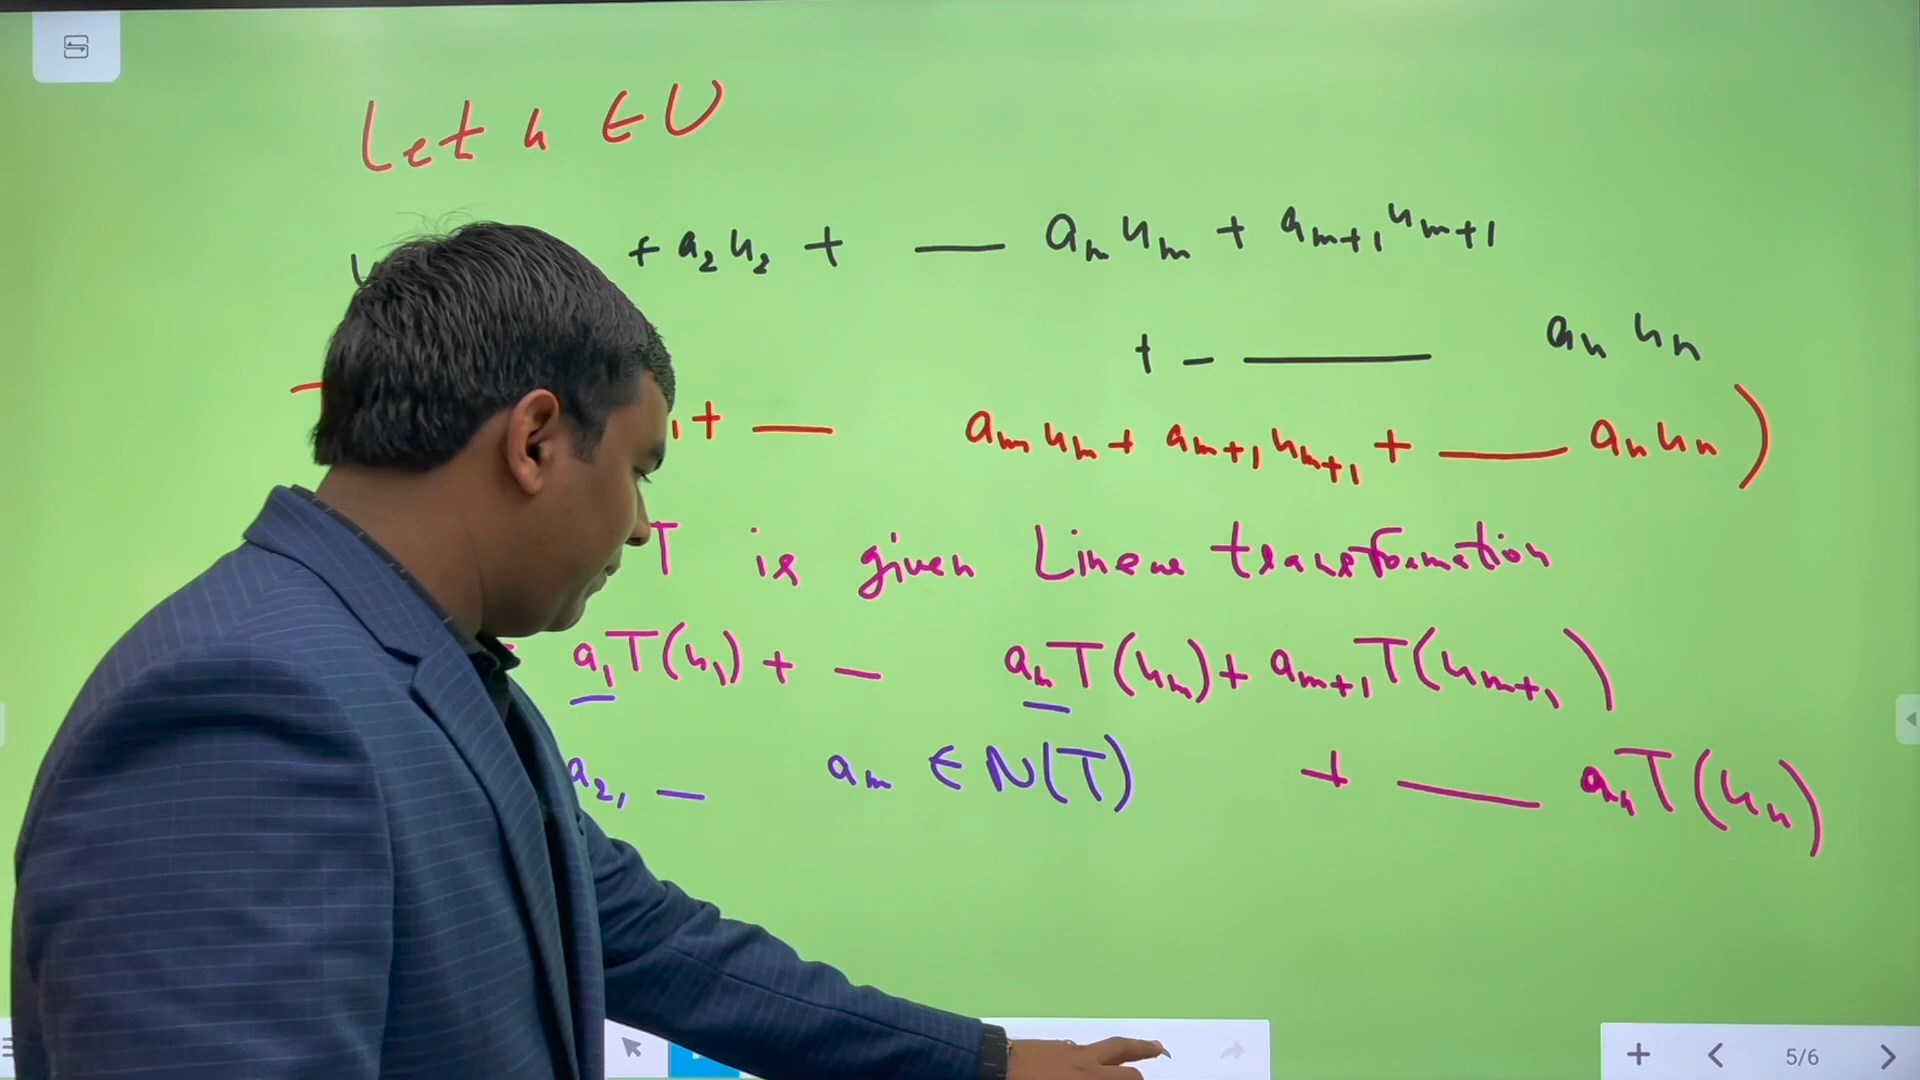 Let u ∈ U
+ a₂u₂ + — aₘuₘ + aₘ₊₁uₘ₊₁
+ - — aₙuₙ
₁ + — aₘuₘ + aₘ₊₁uₘ₊₁ + — aₙuₙ)
T is given Linear transformation
a₁T(u₁) + — aₘT(uₘ) + aₘ₊₁T(uₘ₊₁)
a₂, — aₘ ∈ N(T) + — aₙT(uₙ)
5/6